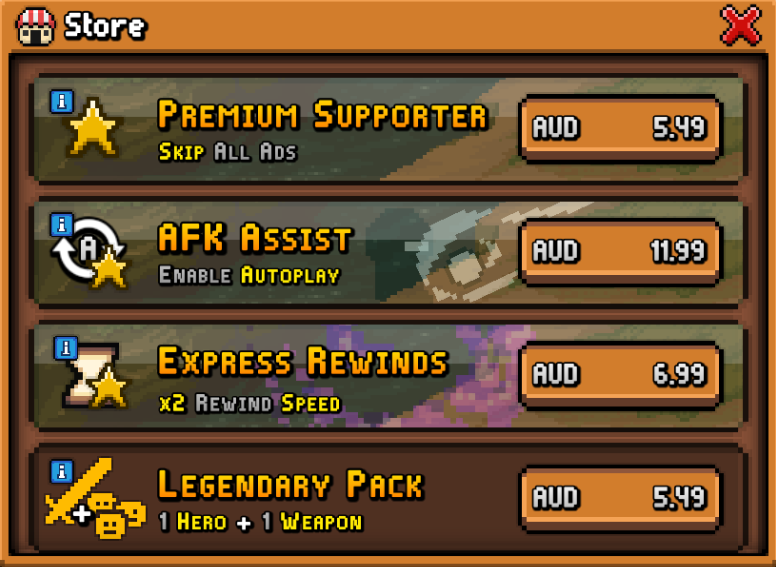 Store
Premium Supporter
Skip All Ads
AUD 5.49
A
AFK Assist
Enable Autoplay
AUD 11.99
Express Rewinds
x2 Rewind Speed
AUD 6.99
Legendary Pack
1 Hero + 1 Weapon
AUD 5.49